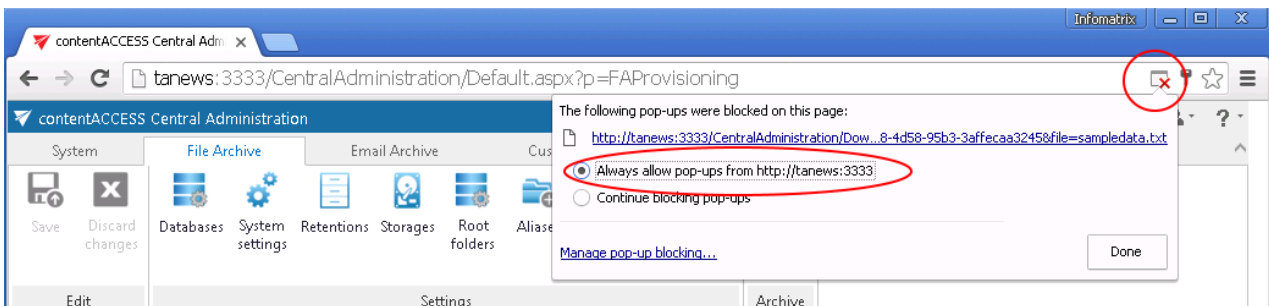 Infomatrix
contentACCESS Central Adm
tanews:3333/CentralAdministration/Default.aspx?p=FAProvisioning
The following pop-ups were blocked on this page:
http://tanews:3333/CentralAdministration/Dow...8-4d58-95b3-3affecaa3245&file=sampledata.txt
Always allow pop-ups from http://tanews:3333
Continue blocking pop-ups
Manage pop-up blocking...
Done
contentACCESS Central Administration
?
System File Archive Email Archive Cus
Save Discard changes Databases System settings Retentions Storages Root folders Aliase
Edit Settings Archive